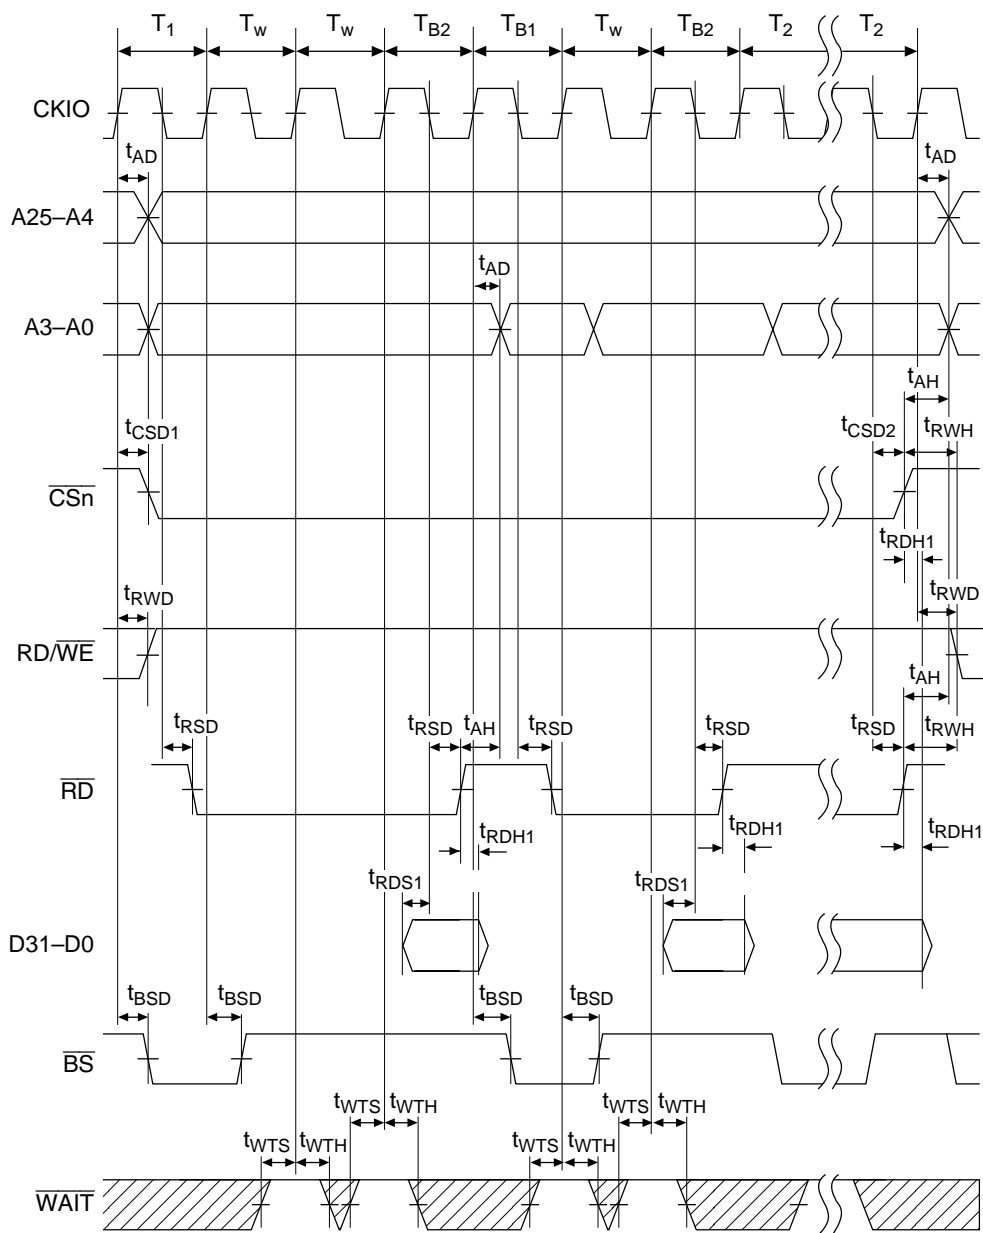 T1 Tw Tw TB2 TB1 Tw TB2 T2 T2
CKIO
tAD tAD
A25–A4
tAD
A3–A0
tAH
tCSD1 tCSD2 tRWH
CSn
tRDH1
tRWD tRWD
RD/WE
tAH
tRSD tRSD tAH tRSD tRSD tRSD tRWH
RD
tRDH1 tRDH1 tRDH1
tRDS1 tRDS1
D31–D0
tBSD tBSD tBSD tBSD
BS
tWTS tWTH tWTS tWTH
tWTS tWTH tWTS tWTH
WAIT